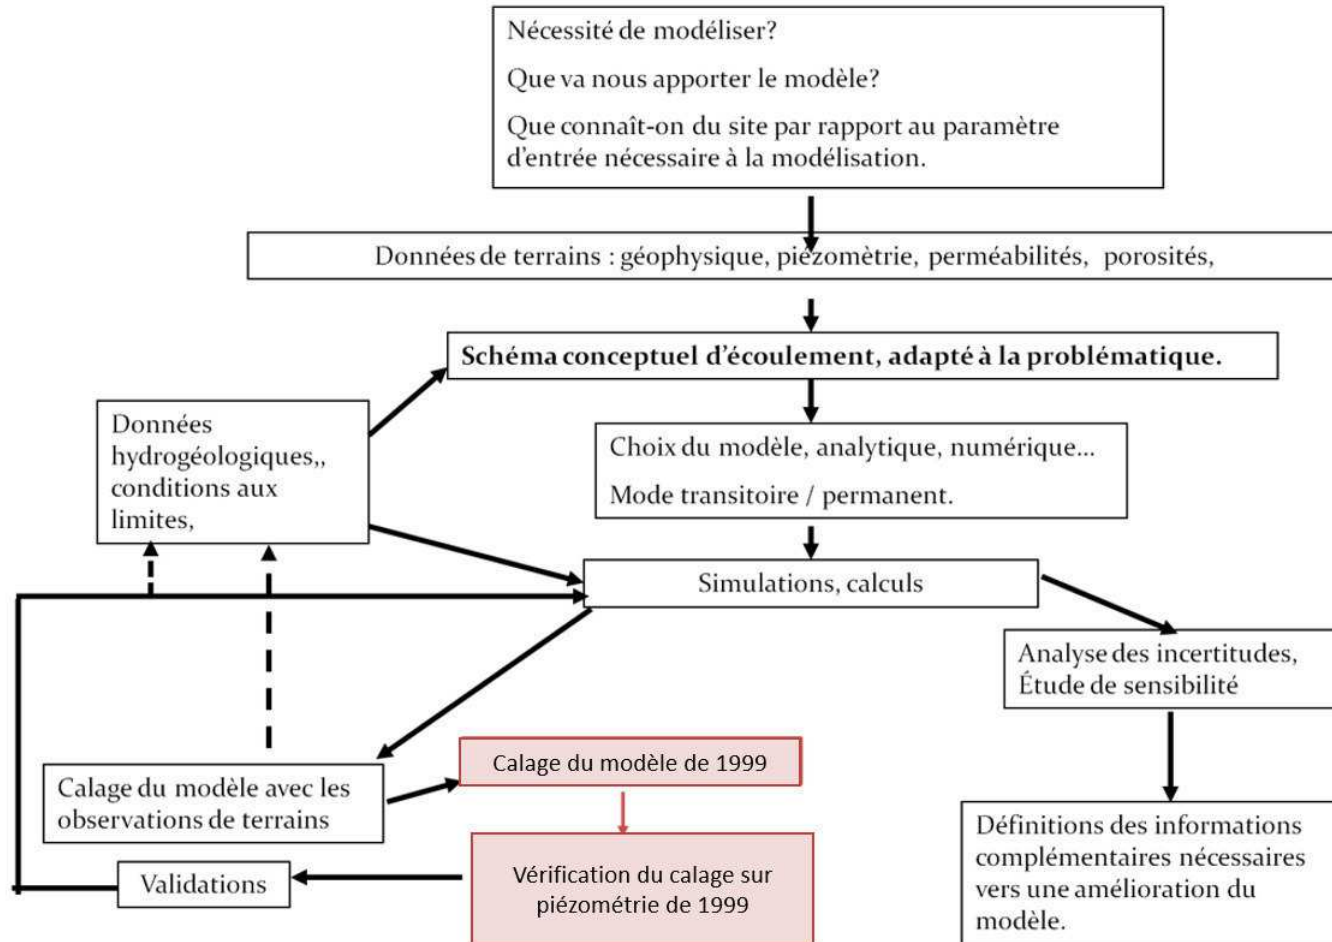 Nécessité de modéliser?
Que va nous apporter le modèle?
Que connaît-on du site par rapport au paramètre
d'entrée nécessaire à la modélisation.
Données de terrains : géophysique, piézomètrie, perméabilités, porosités,
Schéma conceptuel d'écoulement, adapté à la problématique.
Données
hydrogéologiques,,
conditions aux
limites,
Choix du modèle, analytique, numérique...
Mode transitoire / permanent.
Simulations, calculs
Analyse des incertitudes,
Étude de sensibilité
Calage du modèle avec les
observations de terrains
Calage du modèle de 1999
Vérification du calage sur
piézométrie de 1999
Validations
Définitions des informations
complémentaires nécessaires
vers une amélioration du
modèle.